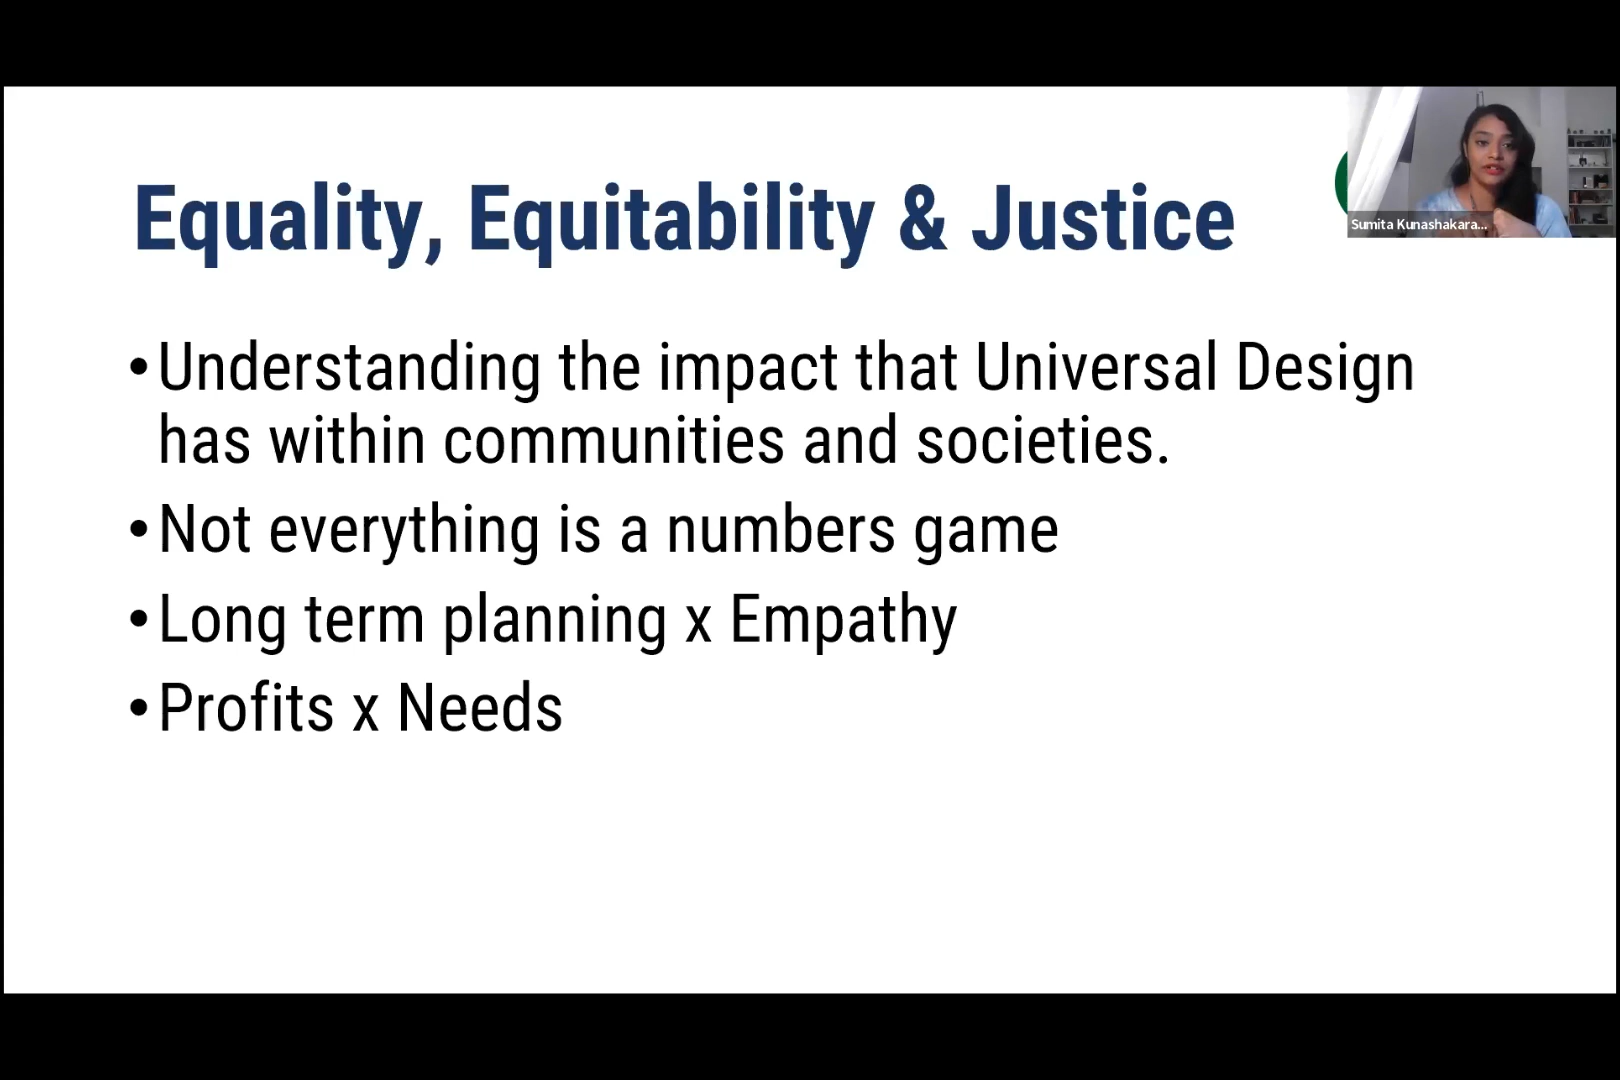 Equality, Equitability & Justice
Sumita Kunashakara...
•Understanding the impact that Universal Design
has within communities and societies.
•Not everything is a numbers game
•Long term planning x Empathy
•Profits x Needs